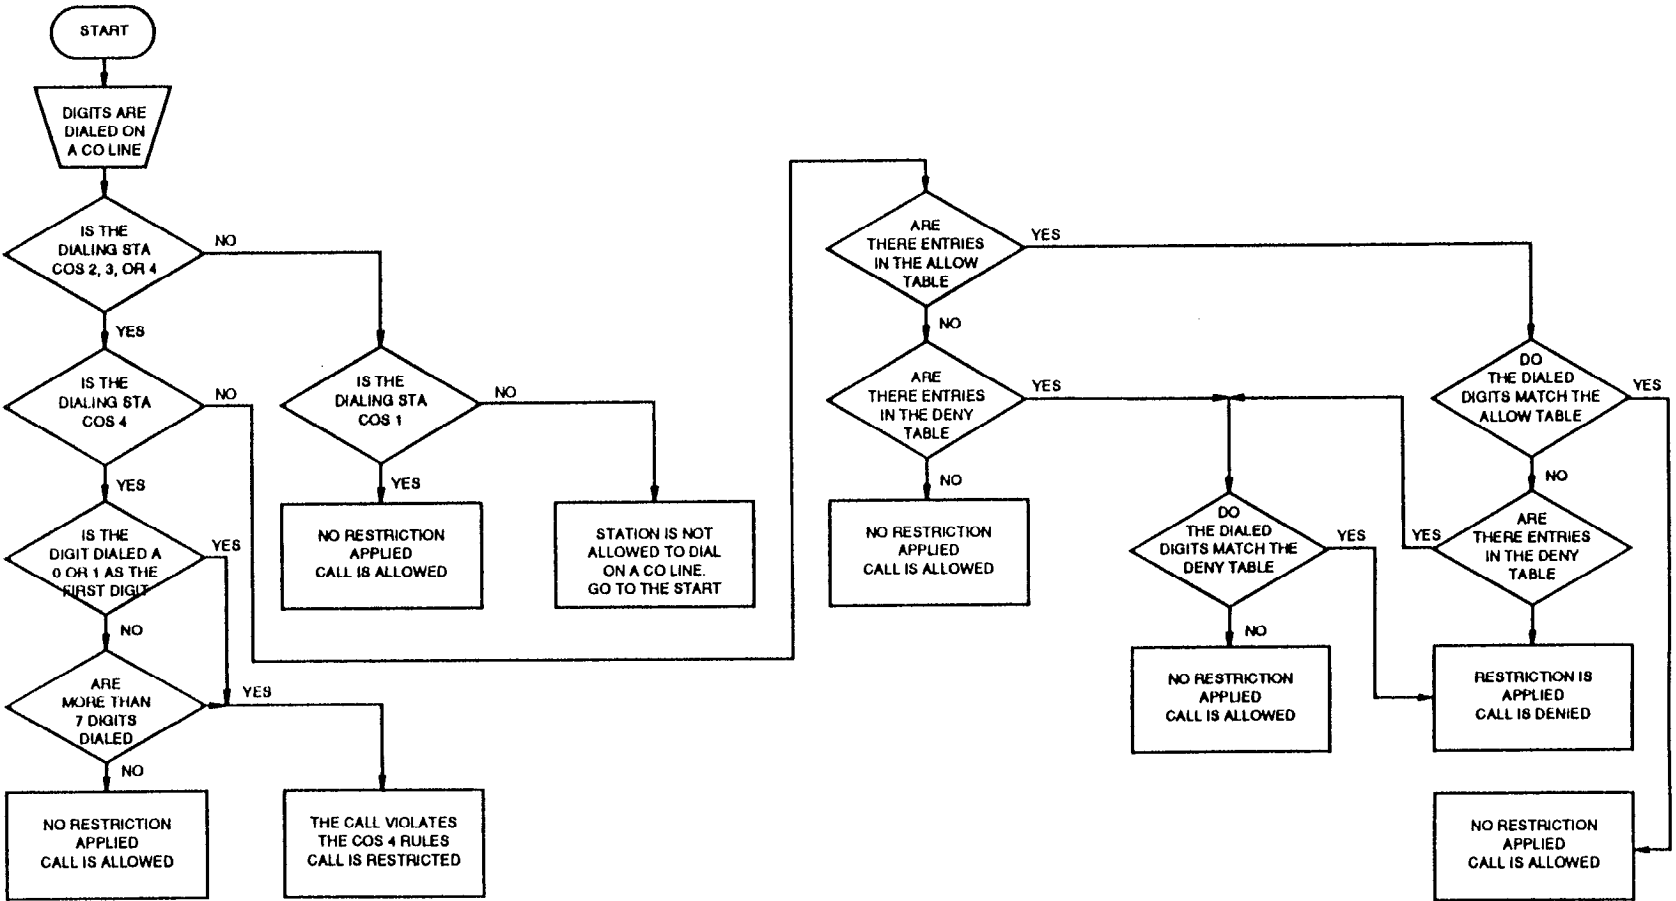 START
DIGITS ARE
DIALED ON
A CO LINE
IS THE
DIALING STA
COS 2, 3, OR 4
NO
YES
IS THE
DIALING STA
COS 4
NO
YES
IS THE
DIALING STA
COS 1
NO
YES
NO RESTRICTION
APPLIED
CALL IS ALLOWED
STATION IS NOT
ALLOWED TO DIAL
ON A CO LINE.
GO TO THE START
IS THE
DIGIT DIALED A
0 OR 1 AS THE
FIRST DIGIT
YES
NO
ARE
MORE THAN
7 DIGITS
DIALED
YES
NO
NO RESTRICTION
APPLIED
CALL IS ALLOWED
THE CALL VIOLATES
THE COS 4 RULES
CALL IS RESTRICTED
ARE
THERE ENTRIES
IN THE ALLOW
TABLE
YES
NO
ARE
THERE ENTRIES
IN THE DENY
TABLE
YES
NO
NO RESTRICTION
APPLIED
CALL IS ALLOWED
DO
THE DIALED
DIGITS MATCH THE
ALLOW TABLE
YES
NO
DO
THE DIALED
DIGITS MATCH THE
DENY TABLE
YES
NO
ARE
THERE ENTRIES
IN THE DENY
TABLE
YES
NO RESTRICTION
APPLIED
CALL IS ALLOWED
RESTRICTION IS
APPLIED
CALL IS DENIED
NO RESTRICTION
APPLIED
CALL IS ALLOWED